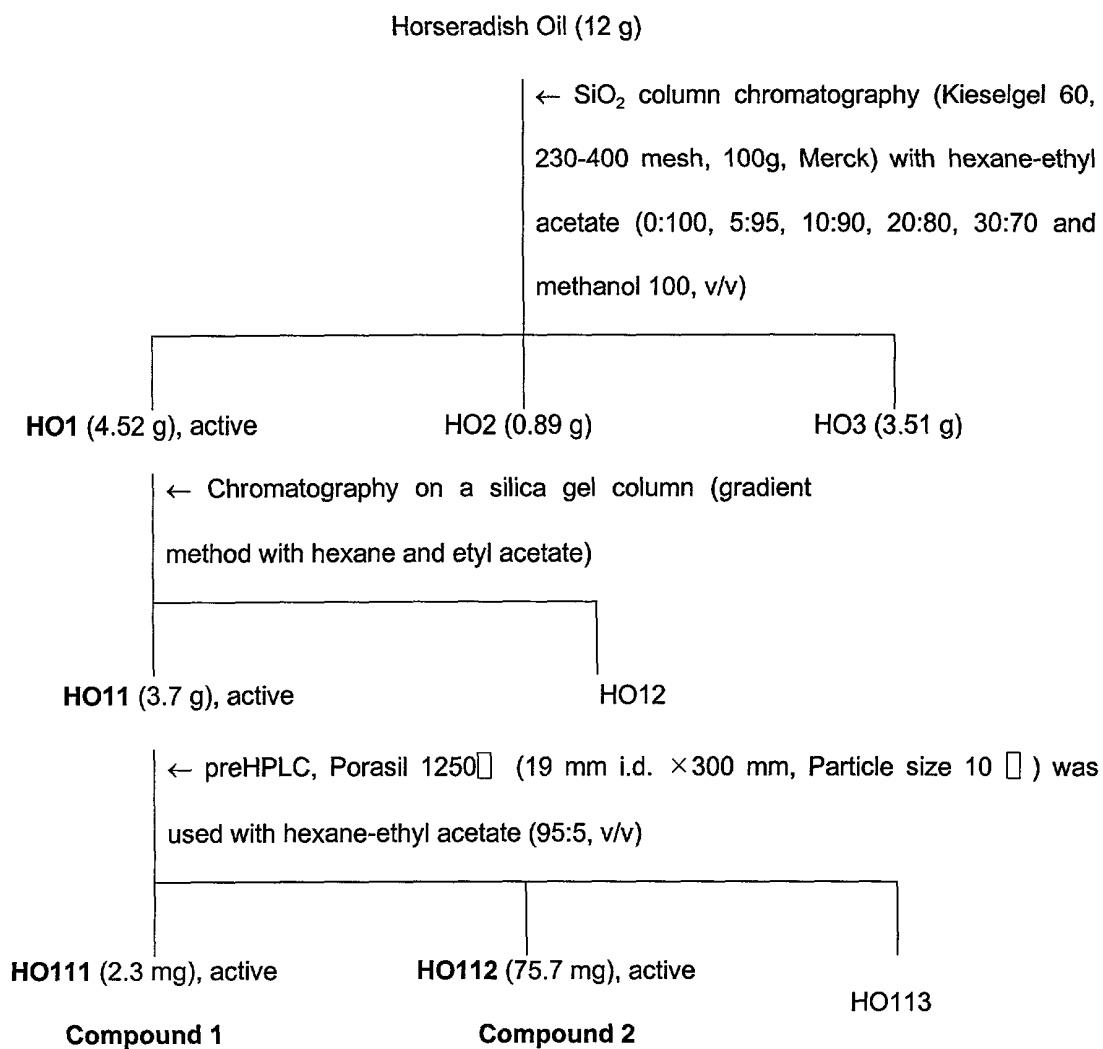 Horseradish Oil (12 g)
← SiO₂ column chromatography (Kieselgel 60,
230-400 mesh, 100g, Merck) with hexane-ethyl
acetate (0:100, 5:95, 10:90, 20:80, 30:70 and
methanol 100, v/v)
HO1 (4.52 g), active
HO2 (0.89 g)
HO3 (3.51 g)
← Chromatography on a silica gel column (gradient
method with hexane and etyl acetate)
HO11 (3.7 g), active
HO12
← preHPLC, Porasil 1250▯ (19 mm i.d. ×300 mm, Particle size 10 ▯ ) was
used with hexane-ethyl acetate (95:5, v/v)
HO111 (2.3 mg), active
HO112 (75.7 mg), active
HO113
Compound 1
Compound 2